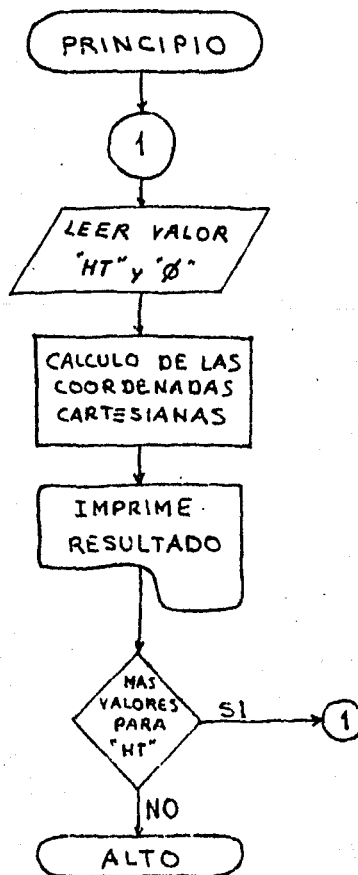 PRINCIPIO
1
LEER VALOR
"HT" y "Ø"
CALCULO DE LAS
COORDENADAS
CARTESIANAS
IMPRIME
RESULTADO
MAS
VALORES
PARA
"HT"
SI
1
NO
ALTO